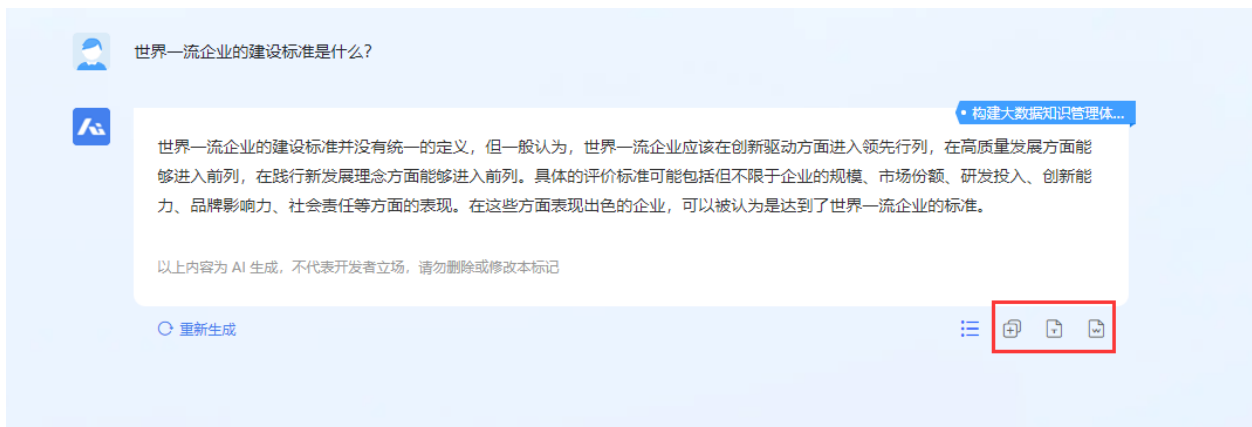 世界一流企业的建设标准是什么？
• 构建大数据知识管理体...
世界一流企业的建设标准并没有统一的定义，但一般认为，世界一流企业应该在创新驱动方面进入领先行列，在高质量发展方面能
够进入前列，在践行新发展理念方面能够进入前列。具体的评价标准可能包括但不限于企业的规模、市场份额、研发投入、创新能
力、品牌影响力、社会责任等方面的表现。在这些方面表现出色的企业，可以被认为是达到了世界一流企业的标准。
以上内容为 AI 生成，不代表开发者立场，请勿删除或修改本标记
重新生成
T
W